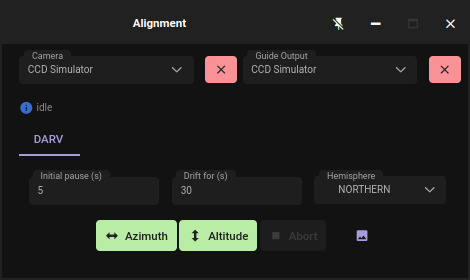 Alignment
Camera
Guide Output
CCD Simulator
CCD Simulator
idle
DARV
Initial pause (s)
Drift for (s)
Hemisphere
5
30
NORTHERN
Azimuth
Altitude
Abort